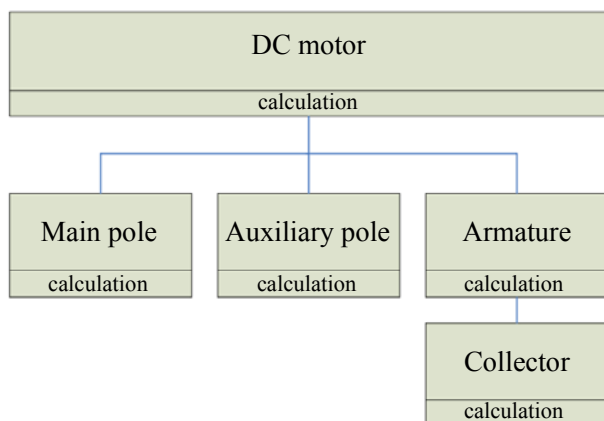 DC motor
calculation
Main pole
calculation
Auxiliary pole
calculation
Armature
calculation
Collector
calculation